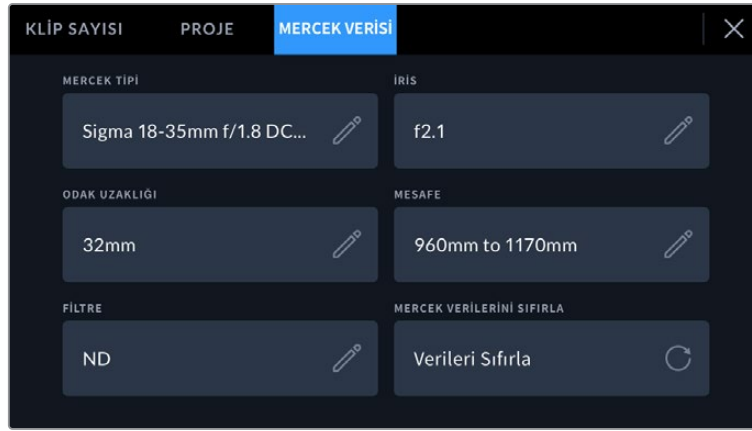 KLİP SAYISI PROJE MERCEK VERİSİ
MERCEK TİPİ İRİS
Sigma 18-35mm f/1.8 DC... f2.1
ODAK UZAKLIĞI MESAFE
32mm 960mm to 1170mm
FİLTRE MERCEK VERİLERİNİ SIFIRLA
ND Verileri Sıfırla